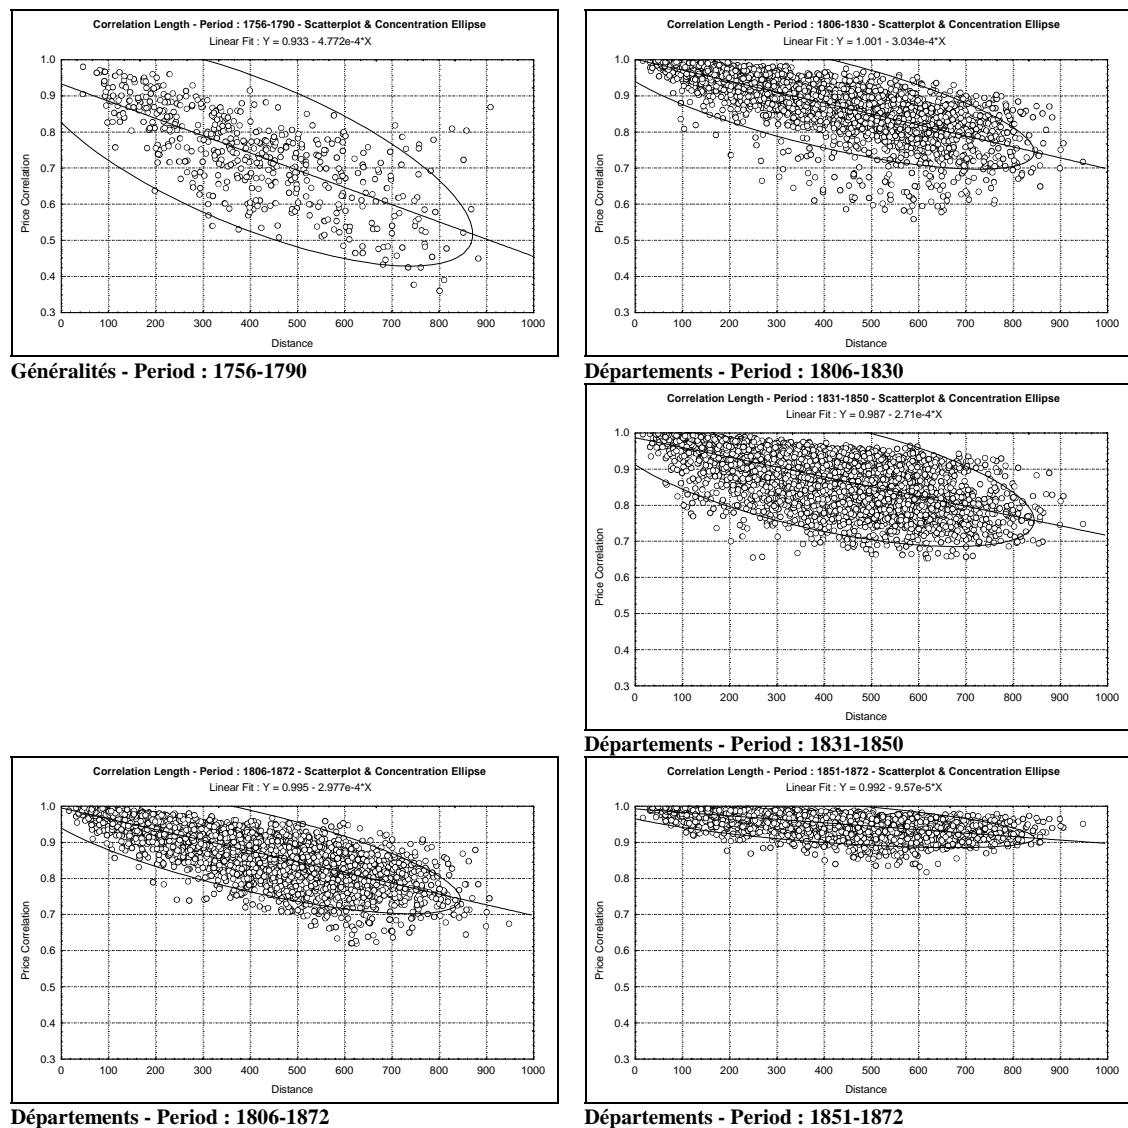 Correlation Length - Period : 1756-1790 - Scatterplot & Concentration Ellipse
Linear Fit : Y = 0.933 - 4.772e-4*X
1.0
0.9
0.8
0.7
0.6
0.5
0.4
0.3
Price Correlation
0 100 200 300 400 500 600 700 800 900 1000
Distance
Généralités - Period : 1756-1790
Correlation Length - Period : 1806-1830 - Scatterplot & Concentration Ellipse
Linear Fit : Y = 1.001 - 3.034e-4*X
1.0
0.9
0.8
0.7
0.6
0.5
0.4
0.3
Price Correlation
0 100 200 300 400 500 600 700 800 900 1000
Distance
Départements - Period : 1806-1830
Correlation Length - Period : 1831-1850 - Scatterplot & Concentration Ellipse
Linear Fit : Y = 0.987 - 2.71e-4*X
1.0
0.9
0.8
0.7
0.6
0.5
0.4
0.3
Price Correlation
0 100 200 300 400 500 600 700 800 900 1000
Distance
Départements - Period : 1831-1850
Correlation Length - Period : 1806-1872 - Scatterplot & Concentration Ellipse
Linear Fit : Y = 0.995 - 2.977e-4*X
1.0
0.9
0.8
0.7
0.6
0.5
0.4
0.3
Price Correlation
0 100 200 300 400 500 600 700 800 900 1000
Distance
Départements - Period : 1806-1872
Correlation Length - Period : 1851-1872 - Scatterplot & Concentration Ellipse
Linear Fit : Y = 0.992 - 9.57e-5*X
1.0
0.9
0.8
0.7
0.6
0.5
0.4
0.3
Price Correlation
0 100 200 300 400 500 600 700 800 900 1000
Distance
Départements - Period : 1851-1872